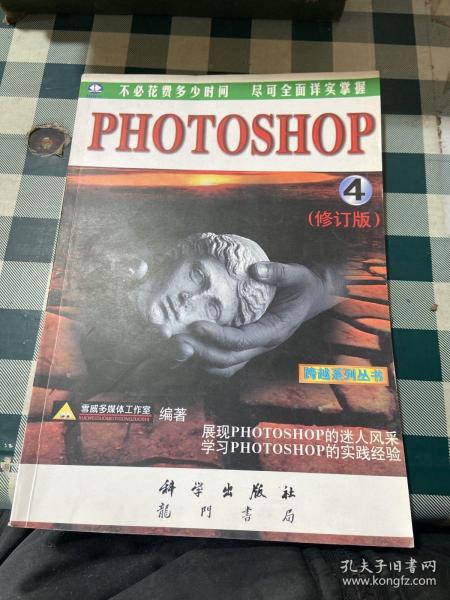 不必花费多少时间 尽可全面详实掌握
PHOTOSHOP
4
(修订版)
跨越系列丛书
雪威多媒体工作室 编著
展现PHOTOSHOP的迷人风采
学习PHOTOSHOP的实践经验
科学出版社
龍門書局
孔夫子旧书网
www.kongfz.com